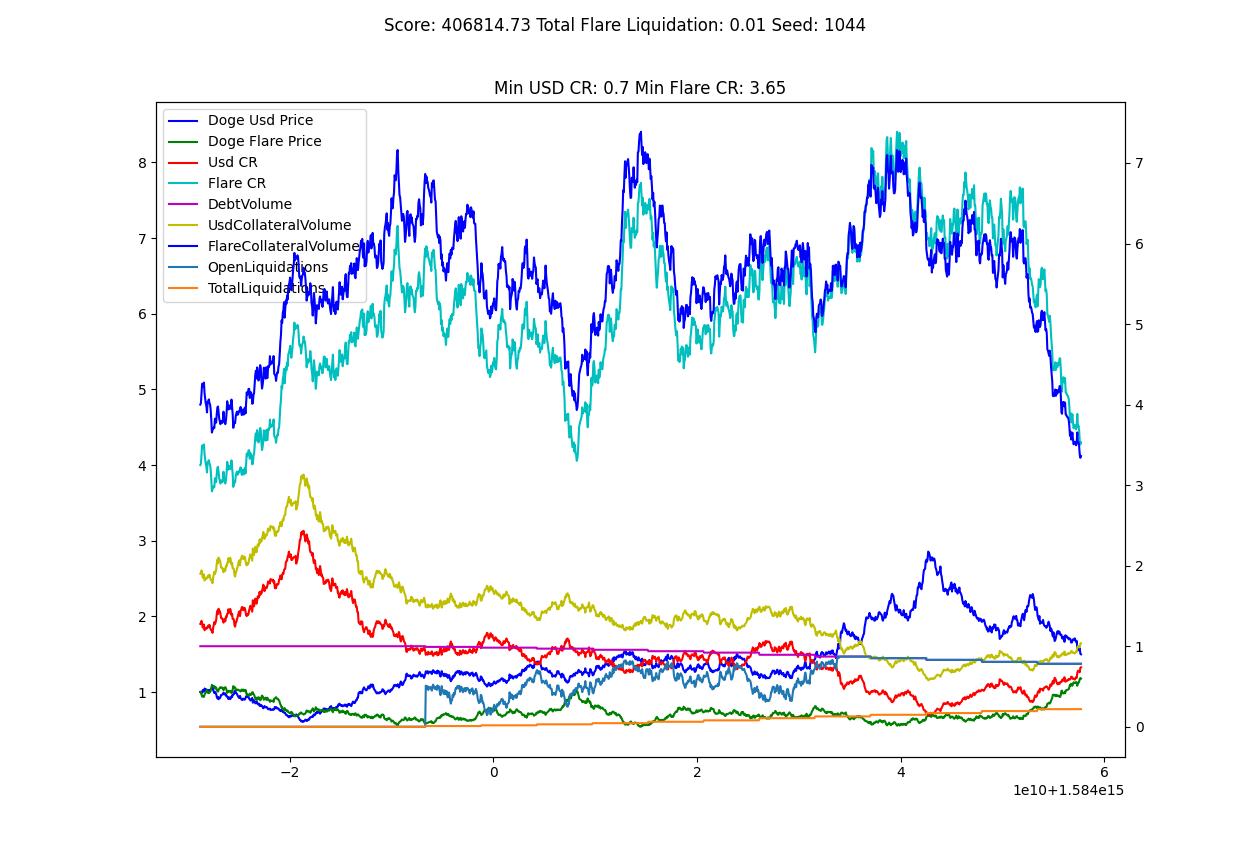 Score: 406814.73 Total Flare Liquidation: 0.01 Seed: 1044
Min USD CR: 0.7 Min Flare CR: 3.65
Doge Usd Price
Doge Flare Price
Usd CR
Flare CR
DebtVolume
UsdCollateralVolume
FlareCollateralVolume
OpenLiquidations
TotalLiquidations
8
7
6
5
4
3
2
1
7
6
5
4
3
2
1
0
−2
0
2
4
6
1e10+1.584e15